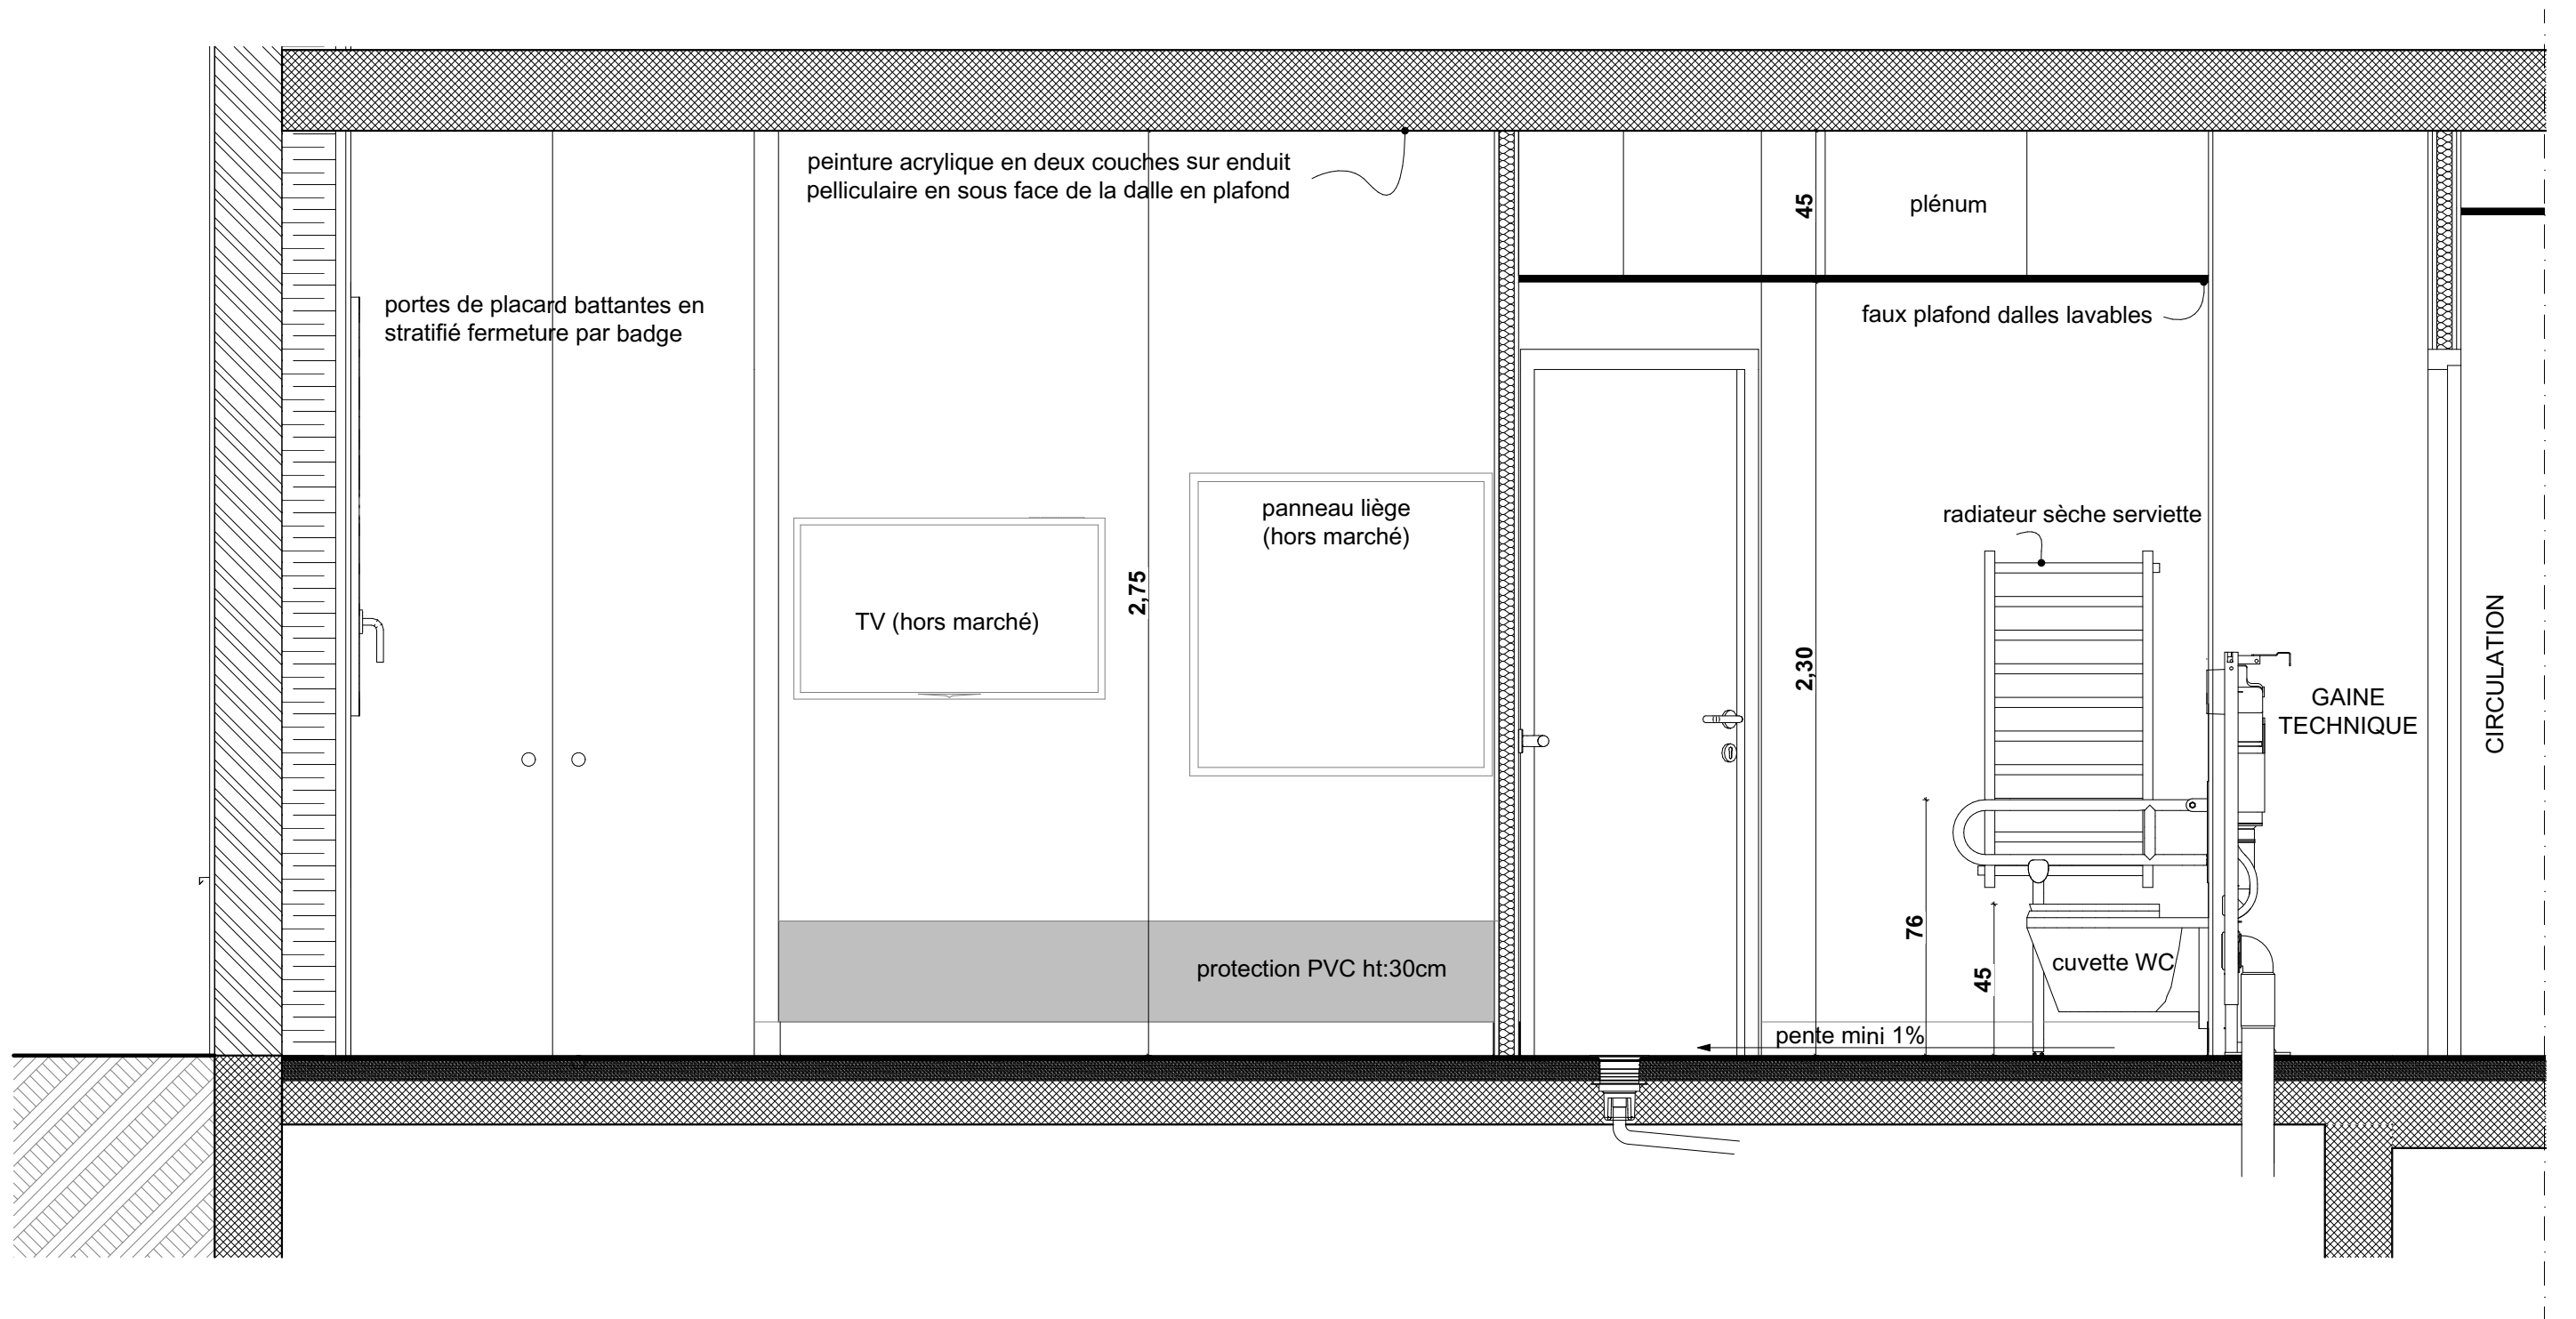 peinture acrylique en deux couches sur enduit
pelliculaire en sous face de la dalle en plafond
45
plénum
portes de placard battantes en
stratifié fermeture par badge
faux plafond dalles lavables
panneau liège
(hors marché)
radiateur sèche serviette
TV (hors marché)
2,75
2,30
GAINE
TECHNIQUE
CIRCULATION
protection PVC ht:30cm
76
45
cuvette WC
pente mini 1%